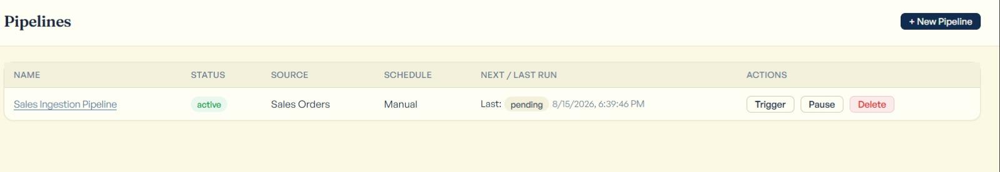 Pipelines
+ New Pipeline
NAME STATUS SOURCE SCHEDULE NEXT / LAST RUN ACTIONS
Sales Ingestion Pipeline active Sales Orders Manual Last: pending 8/15/2026, 6:39:46 PM Trigger Pause Delete